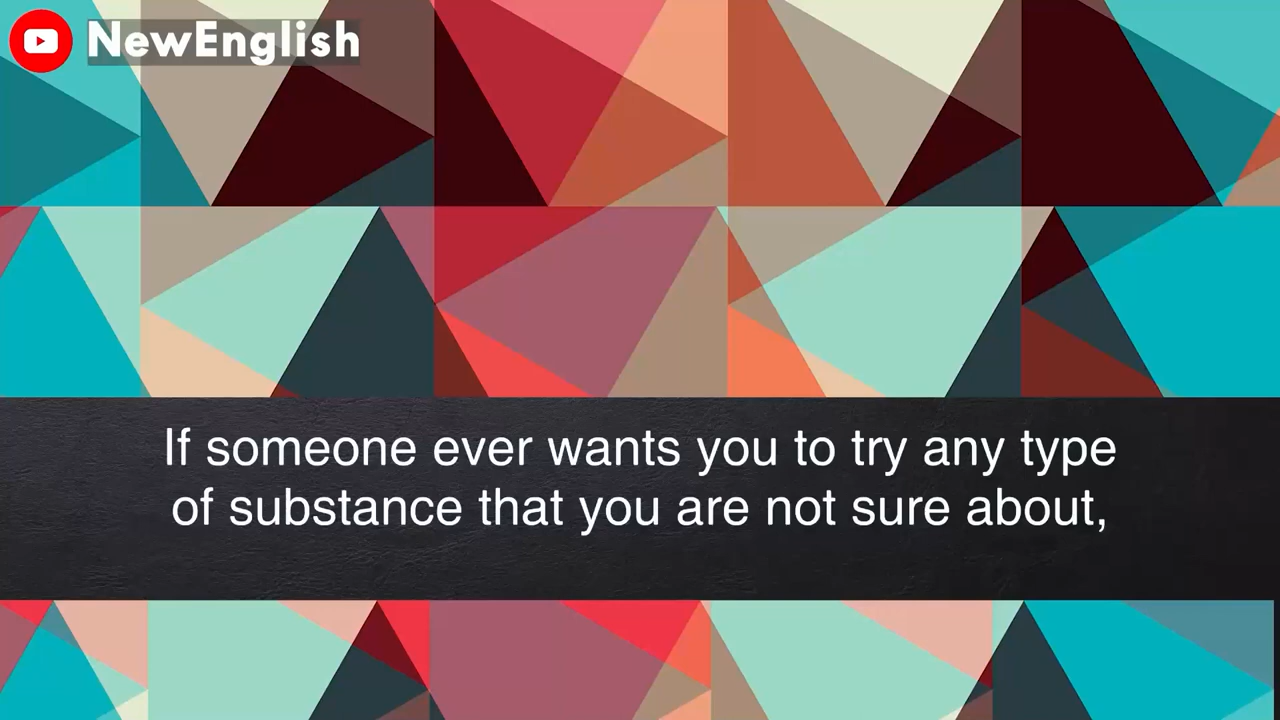 NewEnglish
If someone ever wants you to try any type
of substance that you are not sure about,